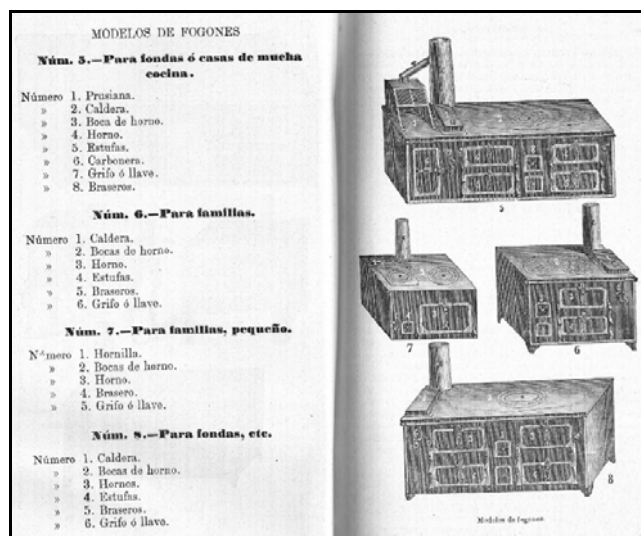 MODELOS DE FOGONES
Núm. 5.—Para fondas ó casas de mucha
cocina.
Número 1. Prusiana.
» 2. Caldera.
» 3. Boca de horno.
» 4. Horno.
» 5. Estufas.
» 6. Carbonera.
» 7. Grifo ó llave.
» 8. Braseros.
Núm. 6.—Para familias.
Número 1. Caldera.
» 2. Bocas de horno.
» 3. Horno.
» 4. Estufas.
» 5. Braseros.
» 6. Grifo ó llave.
Núm. 7.—Para familias, pequeño.
Número 1. Hornilla.
» 2. Bocas de horno.
» 3. Horno.
» 4. Brasero.
» 5. Grifo ó llave.
Núm. 8.—Para fondas, etc.
Número 1. Caldera.
» 2. Bocas de horno.
» 3. Hornos.
» 4. Estufas.
» 5. Braseros.
» 6. Grifo ó llave.
5
7
6
8
Modelos de fogones